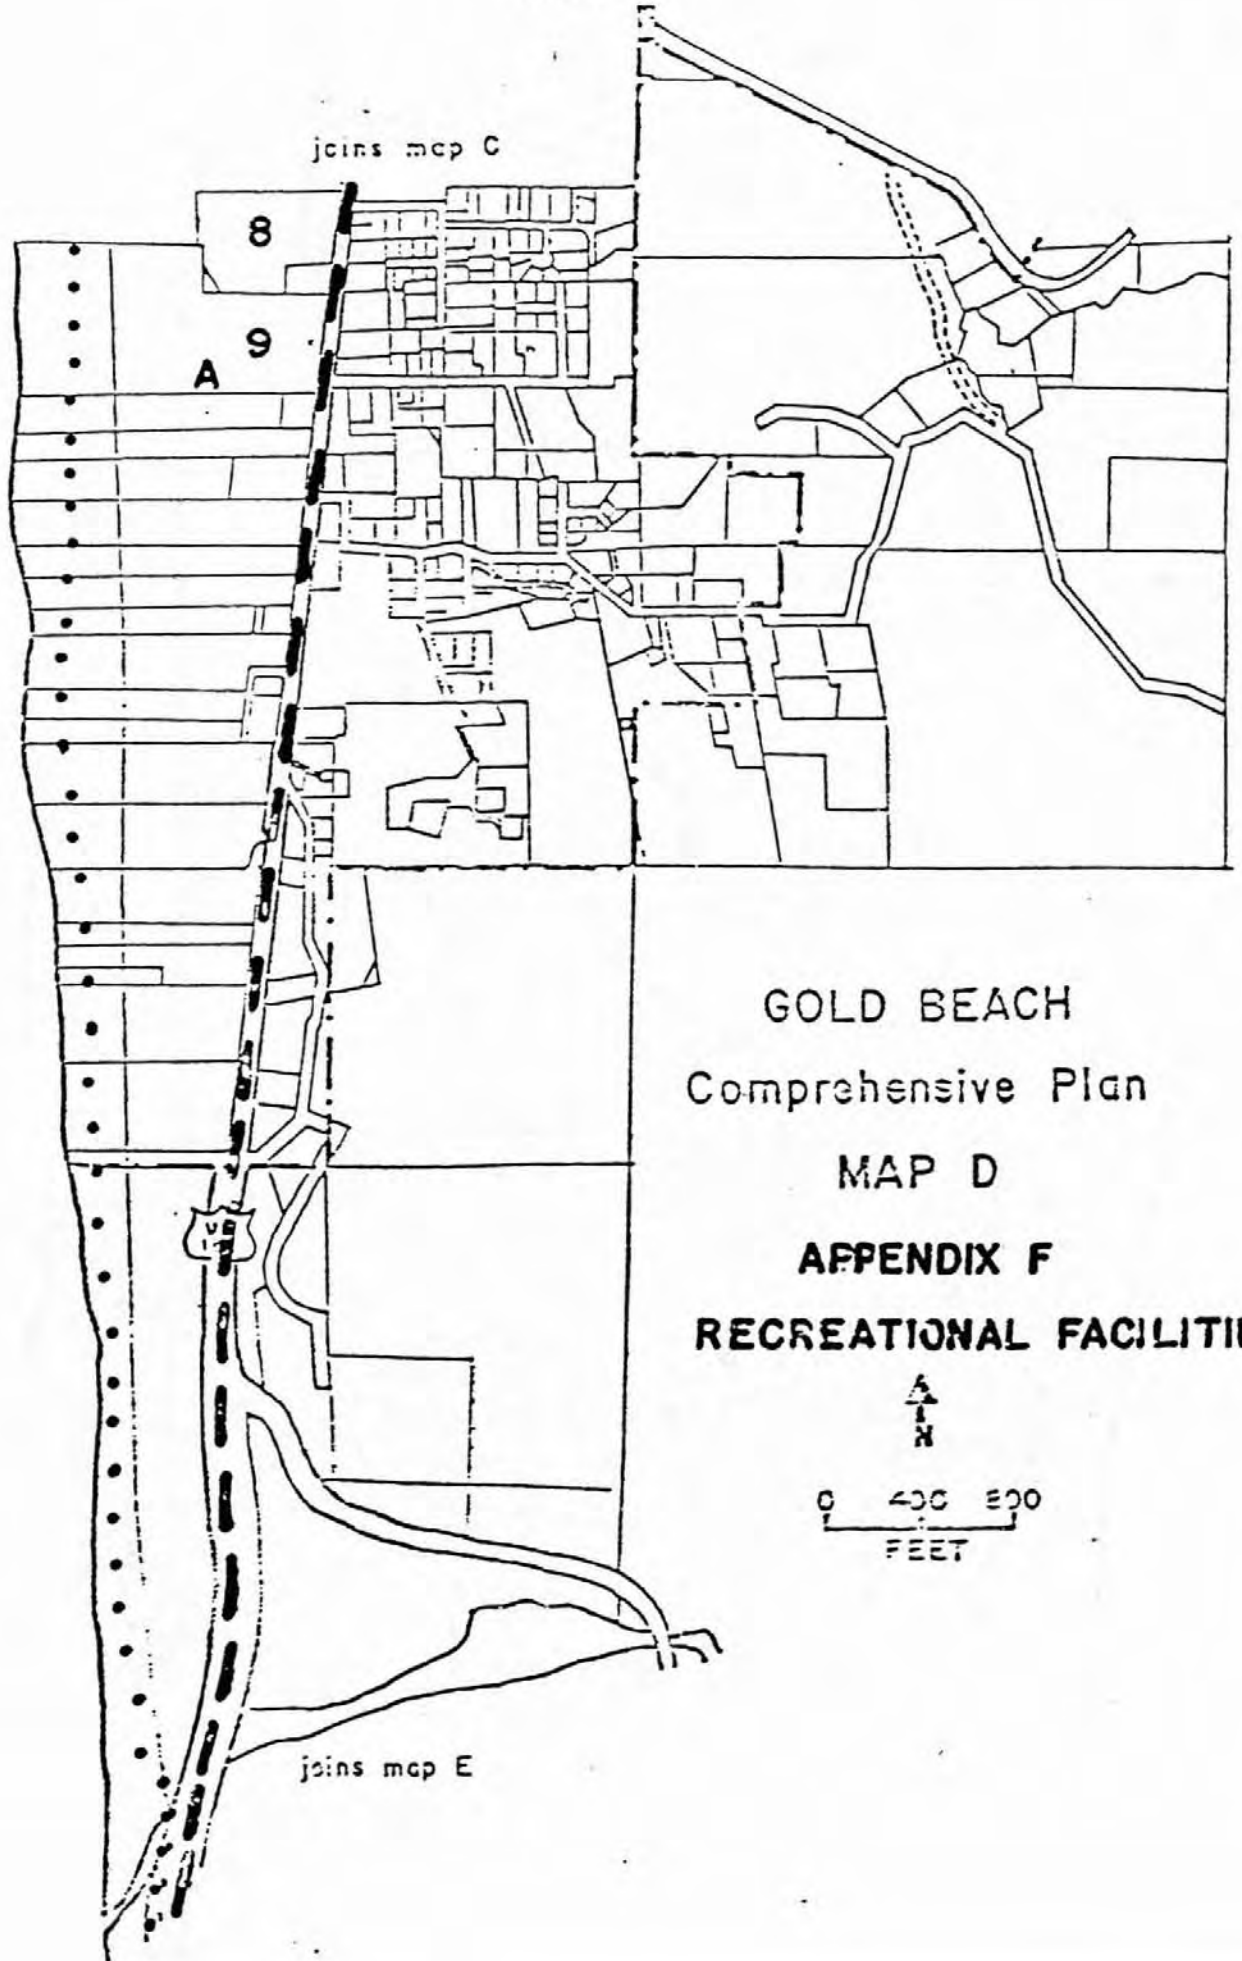 joins map C
8
9
A
GOLD BEACH
Comprehensive Plan
MAP D
APPENDIX F
RECREATIONAL FACILITI
N
0 400 800
FEET
joins map E